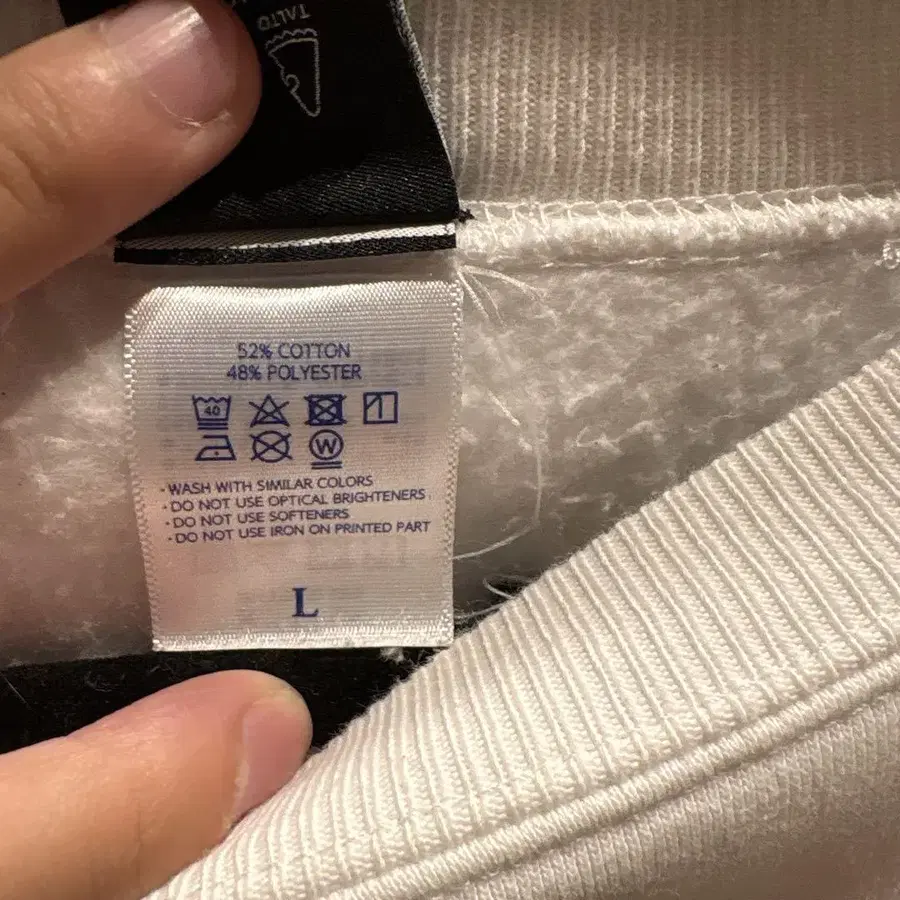 TALTO
52% COTTON
48% POLYESTER
40
W
- WASH WITH SIMILAR COLORS
- DO NOT USE OPTICAL BRIGHTENERS
- DO NOT USE SOFTENERS
- DO NOT USE IRON ON PRINTED PART
L